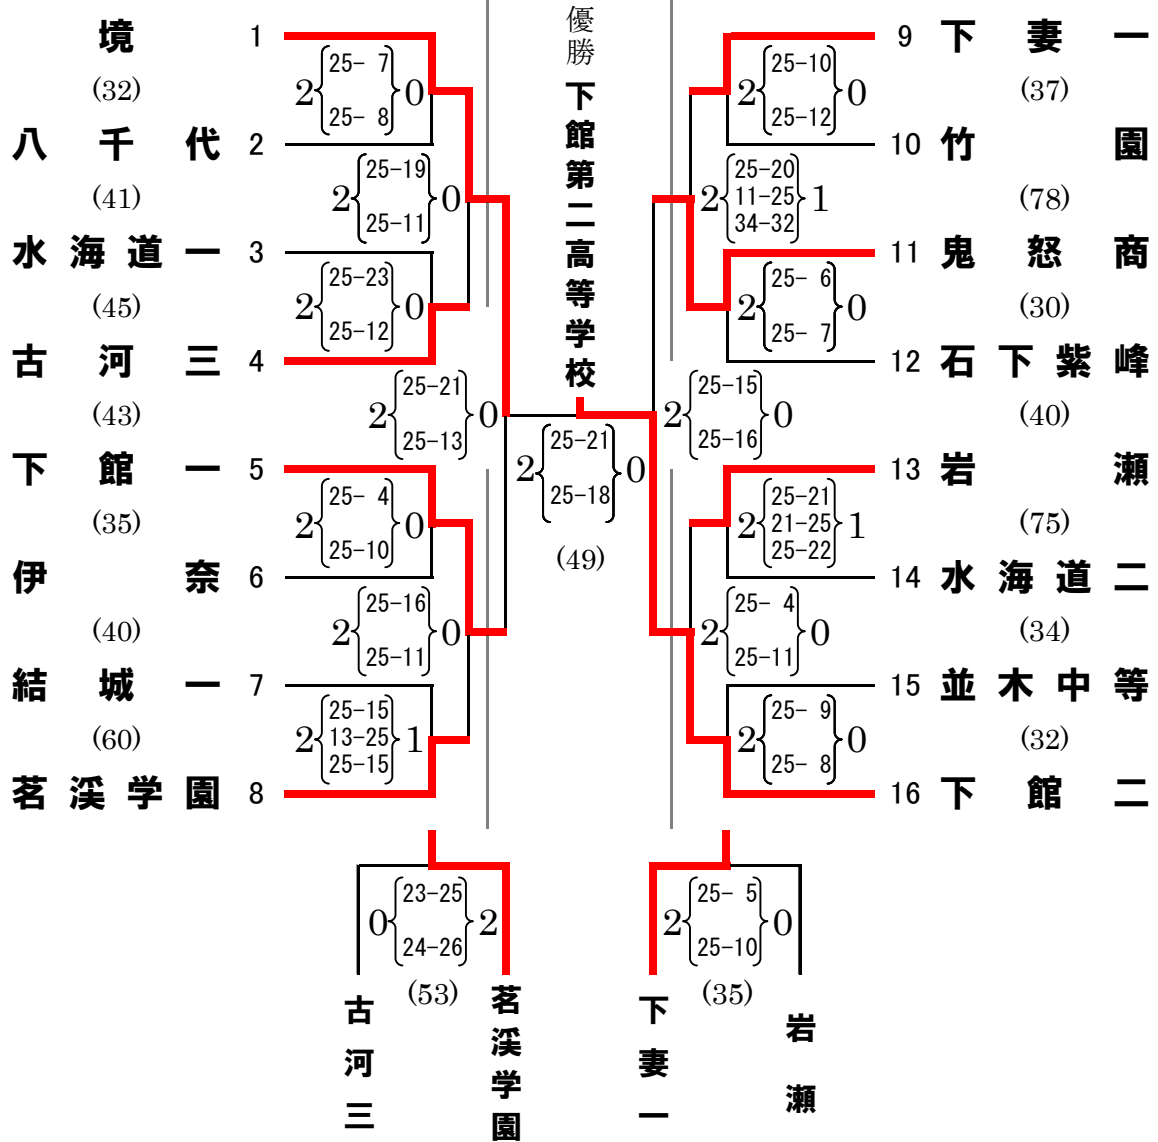 優勝
下館第二高等学校
境 1
(32)
八千代 2
(41)
水海道一 3
(45)
古河三 4
(43)
下館一 5
(35)
伊奈 6
(40)
結城一 7
(60)
茗渓学園 8
2 25- 7 0
25- 8
2 25-19 0
25-11
2 25-23 0
25-12
2 25-21 0
25-13
2 25- 4 0
25-10
2 25-16 0
25-11
2 25-15 1
13-25
25-15
2 25-21 0
25-18
(49)
9 下妻一
(37)
10 竹園
(78)
11 鬼怒商
(30)
12 石下紫峰
(40)
13 岩瀬
(75)
14 水海道二
(34)
15 並木中等
(32)
16 下館二
2 25-10 0
25-12
2 25-20 1
11-25
34-32
2 25- 6 0
25- 7
2 25-15 0
25-16
2 25-21 1
21-25
25-22
2 25- 4 0
25-11
2 25- 9 0
25- 8
0 23-25 2
24-26
(53)
古河三
茗渓学園
2 25- 5 0
25-10
(35)
下妻一
岩瀬